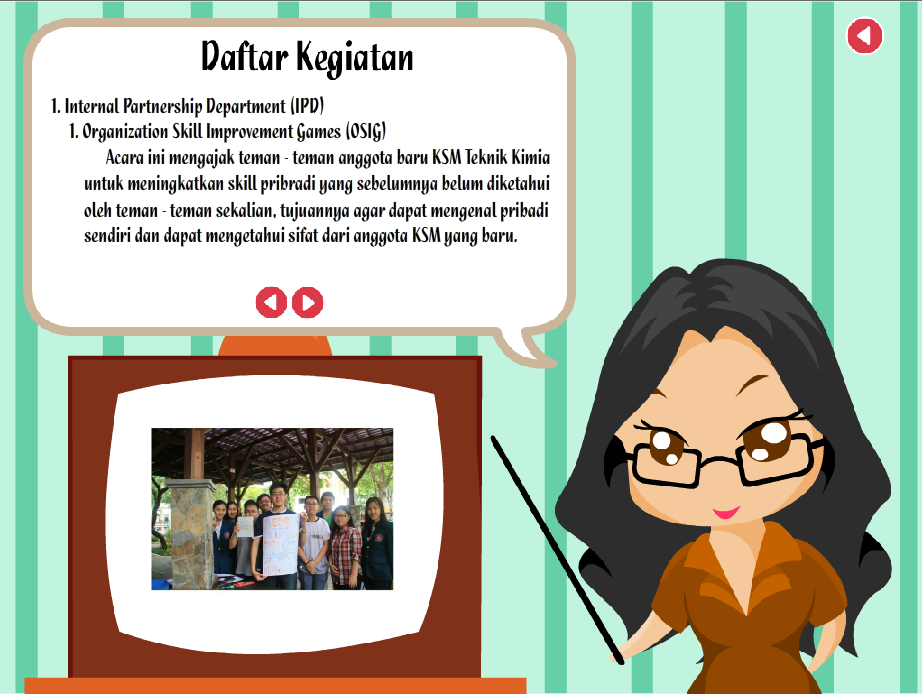 Daftar Kegiatan
1. Internal Partnership Department (IPD)
1. Organization Skill Improvement Games (OSIG)
Acara ini mengajak teman - teman anggota baru KSM Teknik Kimia
untuk meningkatkan skill pribradi yang sebelumnya belum diketahui
oleh teman - teman sekalian, tujuannya agar dapat mengenal pribadi
sendiri dan dapat mengetahui sifat dari anggota KSM yang baru.